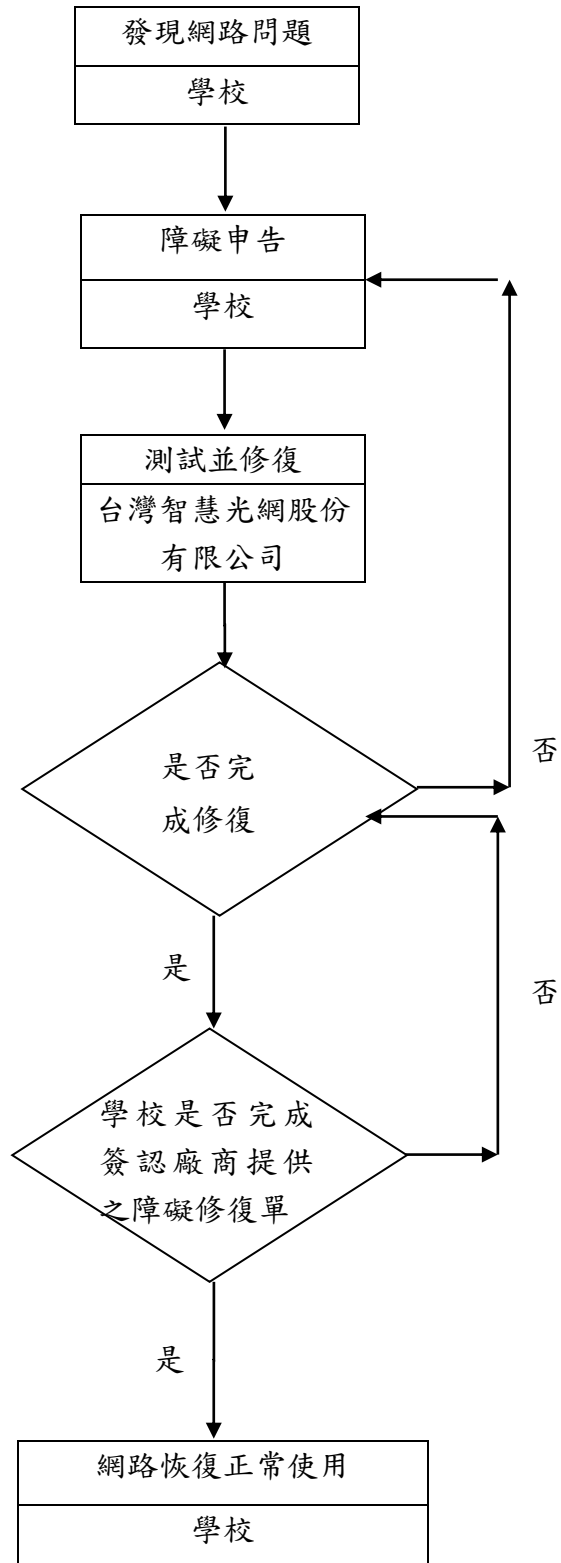 發現網路問題
學校
障礙申告
學校
測試並修復
台灣智慧光網股份
有限公司
是否完
成修復
否
是
否
學校是否完成
簽認廠商提供
之障礙修復單
是
網路恢復正常使用
學校